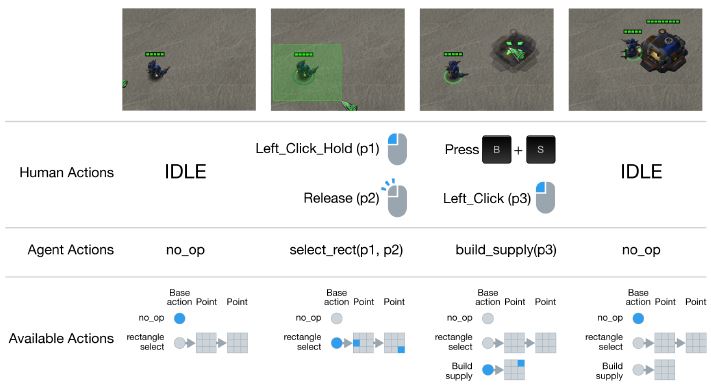 Human Actions
IDLE
Left_Click_Hold (p1)
Release (p2)
Press B + S
Left_Click (p3)
IDLE
Agent Actions
no_op
select_rect(p1, p2)
build_supply(p3)
no_op
Available Actions
Base action Point Point
no_op
rectangle select
Base action Point Point
no_op
rectangle select
Base action Point Point
no_op
rectangle select
Build supply
Base action Point Point
no_op
rectangle select
Build supply